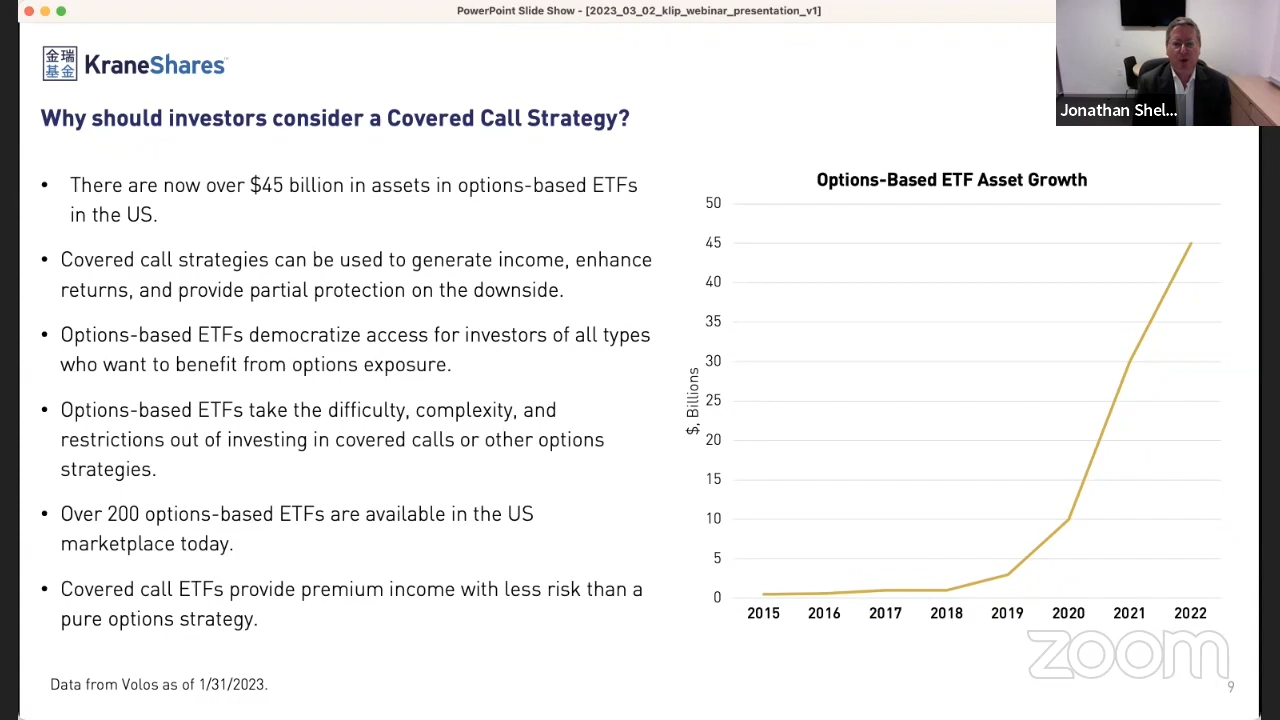 PowerPoint Slide Show - [2023_03_02_klip_webinar_presentation_v1]
金瑞
基金
KraneShares™
Jonathan Shel...
Why should investors consider a Covered Call Strategy?
• There are now over $45 billion in assets in options-based ETFs
in the US.
• Covered call strategies can be used to generate income, enhance
returns, and provide partial protection on the downside.
• Options-based ETFs democratize access for investors of all types
who want to benefit from options exposure.
• Options-based ETFs take the difficulty, complexity, and
restrictions out of investing in covered calls or other options
strategies.
• Over 200 options-based ETFs are available in the US
marketplace today.
• Covered call ETFs provide premium income with less risk than a
pure options strategy.
Options-Based ETF Asset Growth
50
45
40
35
30
25
20
15
10
5
0
$, Billions
2015 2016 2017 2018 2019 2020 2021 2022
zoom
Data from Volos as of 1/31/2023.
9